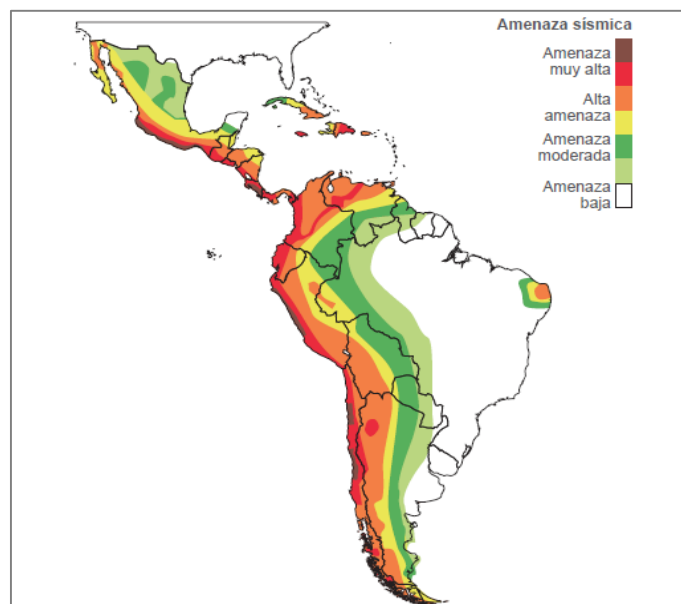 Amenaza sísmica
Amenaza
muy alta
Alta
amenaza
Amenaza
moderada
Amenaza
baja